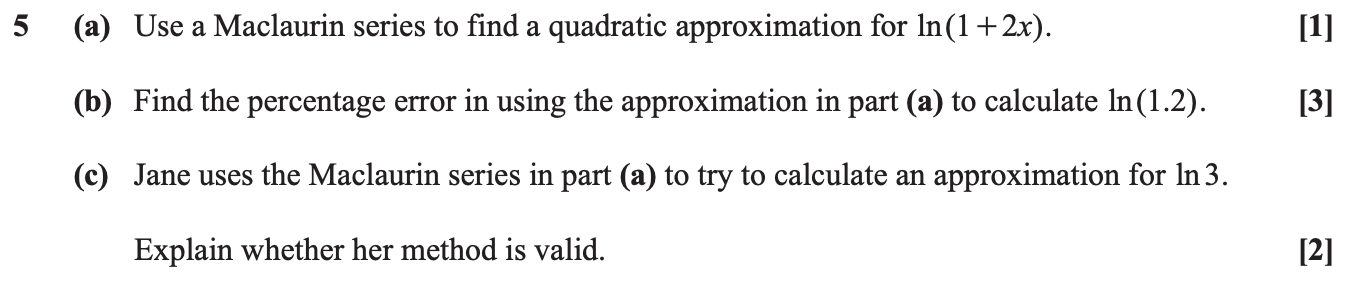 5 (a) Use a Maclaurin series to find a quadratic approximation for ln(1+2x). [1]
(b) Find the percentage error in using the approximation in part (a) to calculate ln(1.2). [3]
(c) Jane uses the Maclaurin series in part (a) to try to calculate an approximation for ln 3.
Explain whether her method is valid. [2]